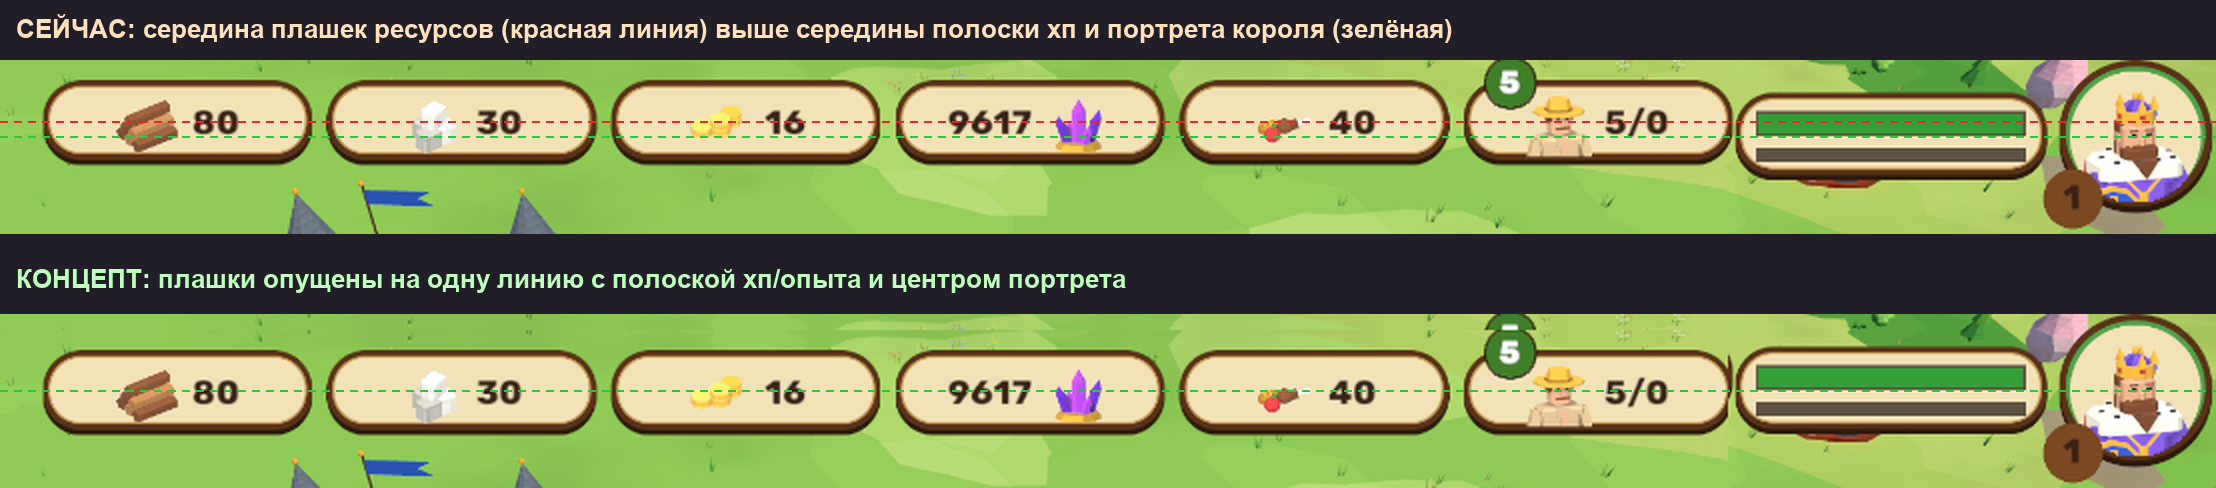 СЕЙЧАС: середина плашек ресурсов (красная линия) выше середины полоски хп и портрета короля (зелёная)
5
80 30 16 9617 40 5/0
1
КОНЦЕПТ: плашки опущены на одну линию с полоской хп/опыта и центром портрета
5
80 30 16 9617 40 5/0
1